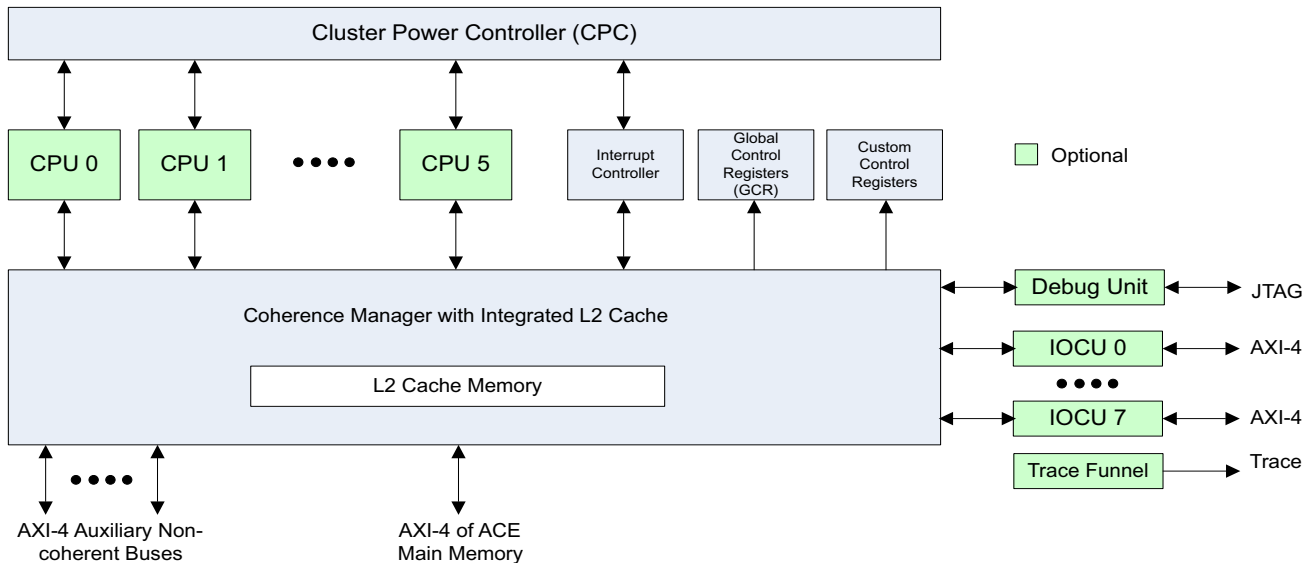 Cluster Power Controller (CPC)
CPU 0
CPU 1
CPU 5
Interrupt
Controller
Global
Control
Registers
(GCR)
Custom
Control
Registers
Optional
Coherence Manager with Integrated L2 Cache
L2 Cache Memory
Debug Unit
JTAG
IOCU 0
AXI-4
IOCU 7
AXI-4
Trace Funnel
Trace
AXI-4 Auxiliary Non-
coherent Buses
AXI-4 of ACE
Main Memory